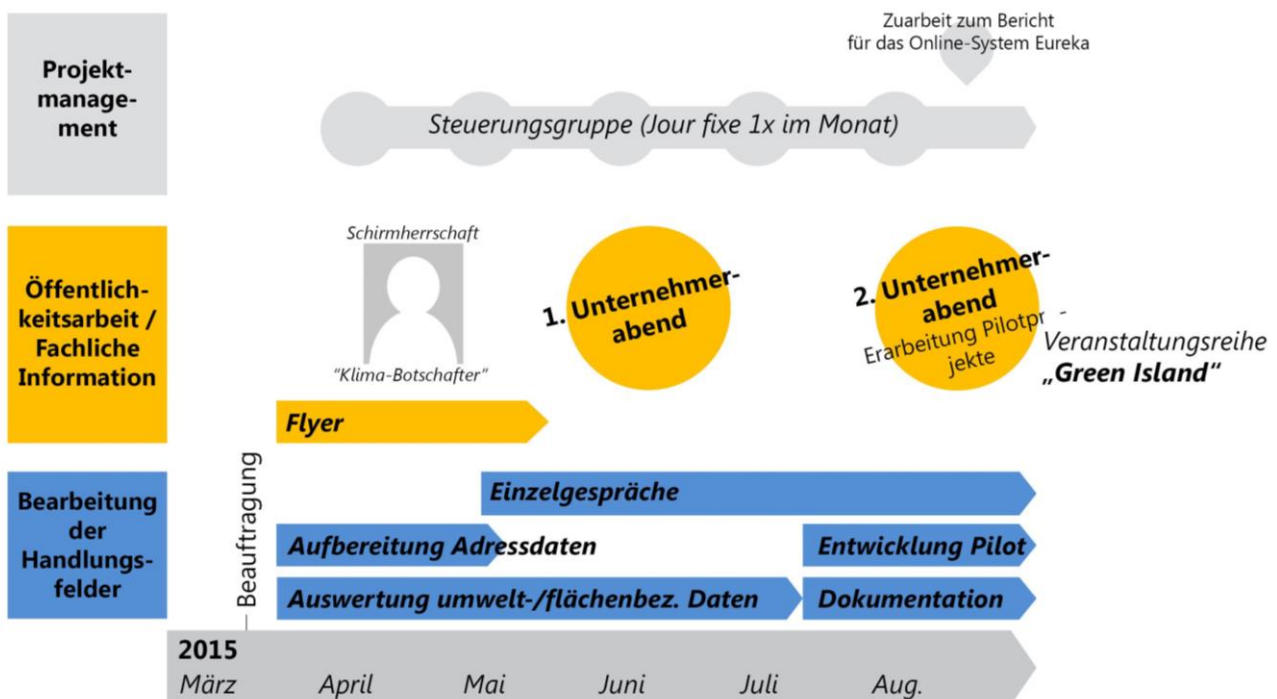 Zuarbeit zum Bericht
für das Online-System Eureka
Projekt-
manage-
ment
Steuerungsgruppe (Jour fixe 1x im Monat)
Öffentlich-
keitsarbeit /
Fachliche
Information
Schirmherrschaft
"Klima-Botschafter"
1. Unternehmer-
abend
2. Unternehmer-
abend
Erarbeitung Pilotpr -
jekte
Veranstaltungsreihe
„Green Island“
Flyer
Bearbeitung
der
Handlungs-
felder
Beauftragung
Einzelgespräche
Aufbereitung Adressdaten
Entwicklung Pilot
Auswertung umwelt-/flächenbez. Daten
Dokumentation
2015
März April Mai Juni Juli Aug.